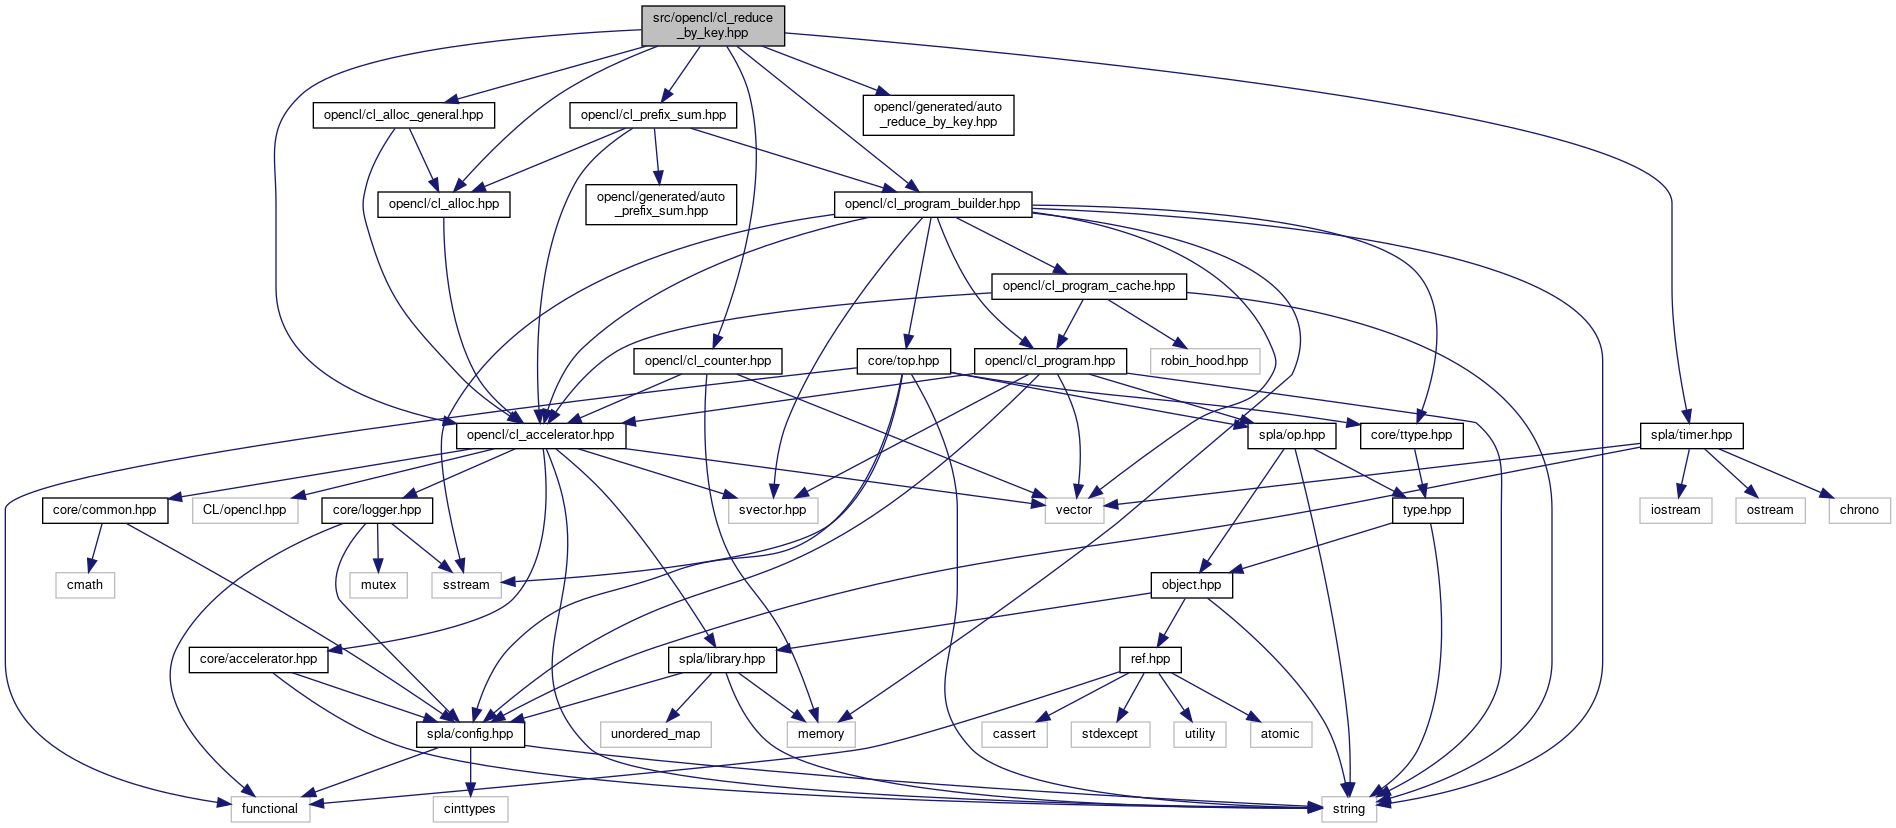 src/opencl/cl_reduce
_by_key.hpp
opencl/cl_alloc_general.hpp
opencl/cl_prefix_sum.hpp
opencl/generated/auto
_reduce_by_key.hpp
opencl/cl_alloc.hpp
opencl/generated/auto
_prefix_sum.hpp
opencl/cl_program_builder.hpp
opencl/cl_program_cache.hpp
opencl/cl_counter.hpp
core/top.hpp
opencl/cl_program.hpp
robin_hood.hpp
opencl/cl_accelerator.hpp
spla/op.hpp
core/ttype.hpp
spla/timer.hpp
core/common.hpp
CL/opencl.hpp
core/logger.hpp
svector.hpp
vector
type.hpp
iostream
ostream
chrono
cmath
mutex
sstream
object.hpp
core/accelerator.hpp
spla/library.hpp
ref.hpp
spla/config.hpp
unordered_map
memory
cassert
stdexcept
utility
atomic
functional
cinttypes
string